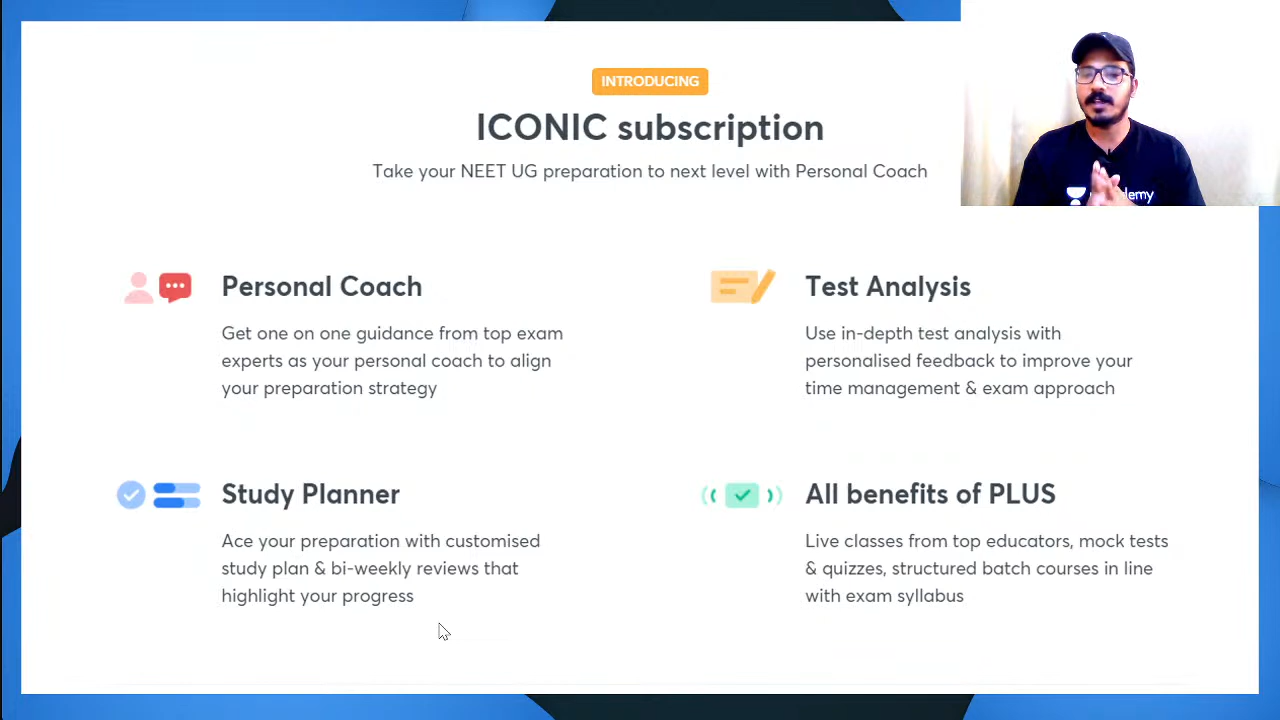 INTRODUCING
ICONIC subscription
Take your NEET UG preparation to next level with Personal Coach
Personal Coach
Get one on one guidance from top exam
experts as your personal coach to align
your preparation strategy
Test Analysis
Use in-depth test analysis with
personalised feedback to improve your
time management & exam approach
Study Planner
Ace your preparation with customised
study plan & bi-weekly reviews that
highlight your progress
All benefits of PLUS
Live classes from top educators, mock tests
& quizzes, structured batch courses in line
with exam syllabus